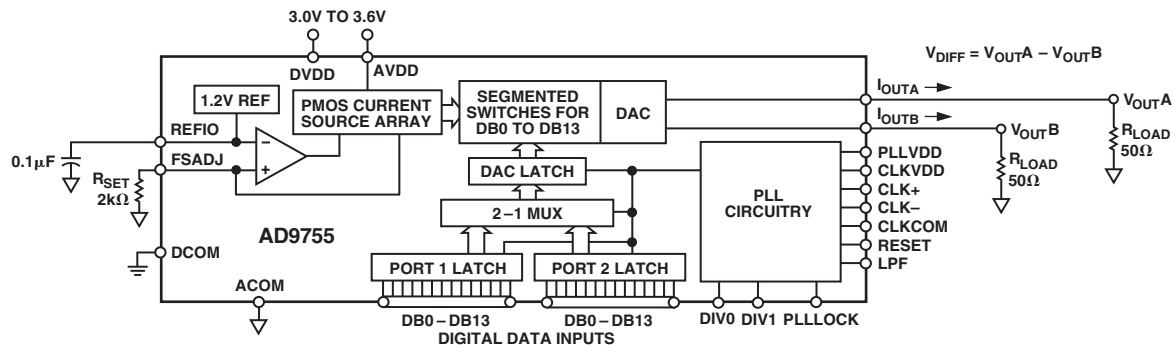 3.0V TO 3.6V
DVDD
AVDD
V_DIFF = V_OUTA – V_OUTB
1.2V REF
PMOS CURRENT
SOURCE ARRAY
SEGMENTED
SWITCHES FOR
DB0 TO DB13
DAC
I_OUTA
I_OUTB
V_OUTA
V_OUTB
R_LOAD
50Ω
R_LOAD
50Ω
REFIO
0.1µF
FSADJ
R_SET
2kΩ
–
+
DAC LATCH
2–1 MUX
PLL
CIRCUITRY
PLLVDD
CLKVDD
CLK+
CLK–
CLKCOM
RESET
LPF
AD9755
DCOM
ACOM
PORT 1 LATCH
PORT 2 LATCH
DB0–DB13
DB0–DB13
DIGITAL DATA INPUTS
DIV0
DIV1
PLLLOCK